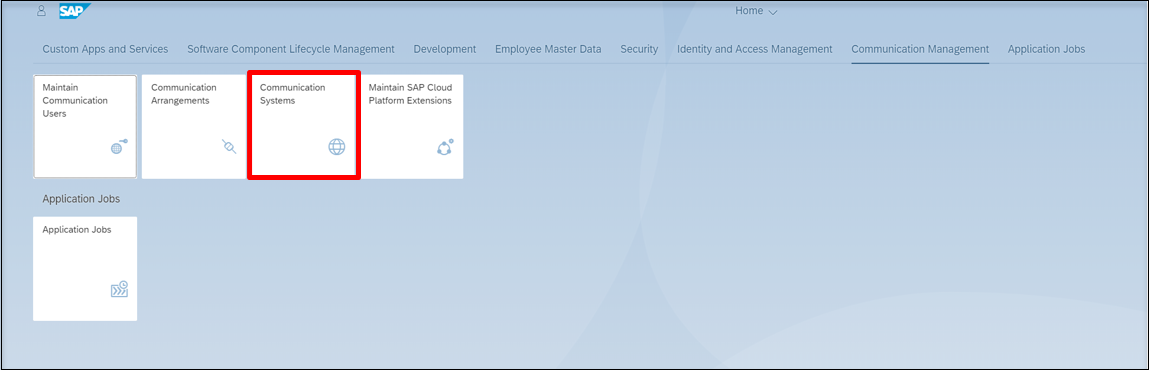 SAP
Home
Custom Apps and Services Software Component Lifecycle Management Development Employee Master Data Security Identity and Access Management Communication Management Application Jobs
Maintain
Communication
Users
Communication
Arrangements
Communication
Systems
Maintain SAP Cloud
Platform Extensions
Application Jobs
Application Jobs